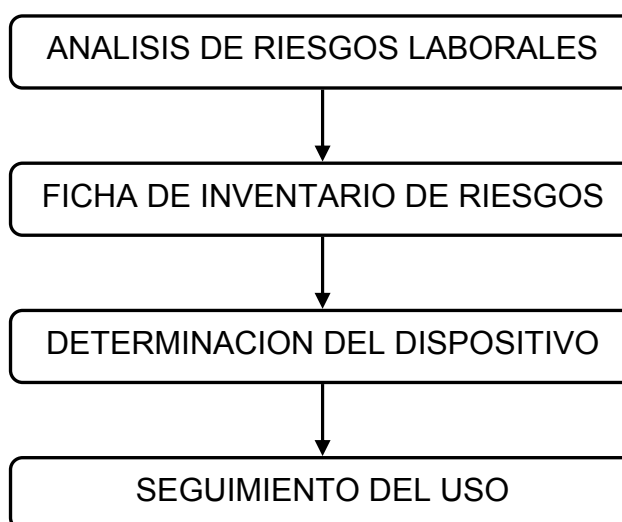 ANALISIS DE RIESGOS LABORALES
FICHA DE INVENTARIO DE RIESGOS
DETERMINACION DEL DISPOSITIVO
SEGUIMIENTO DEL USO